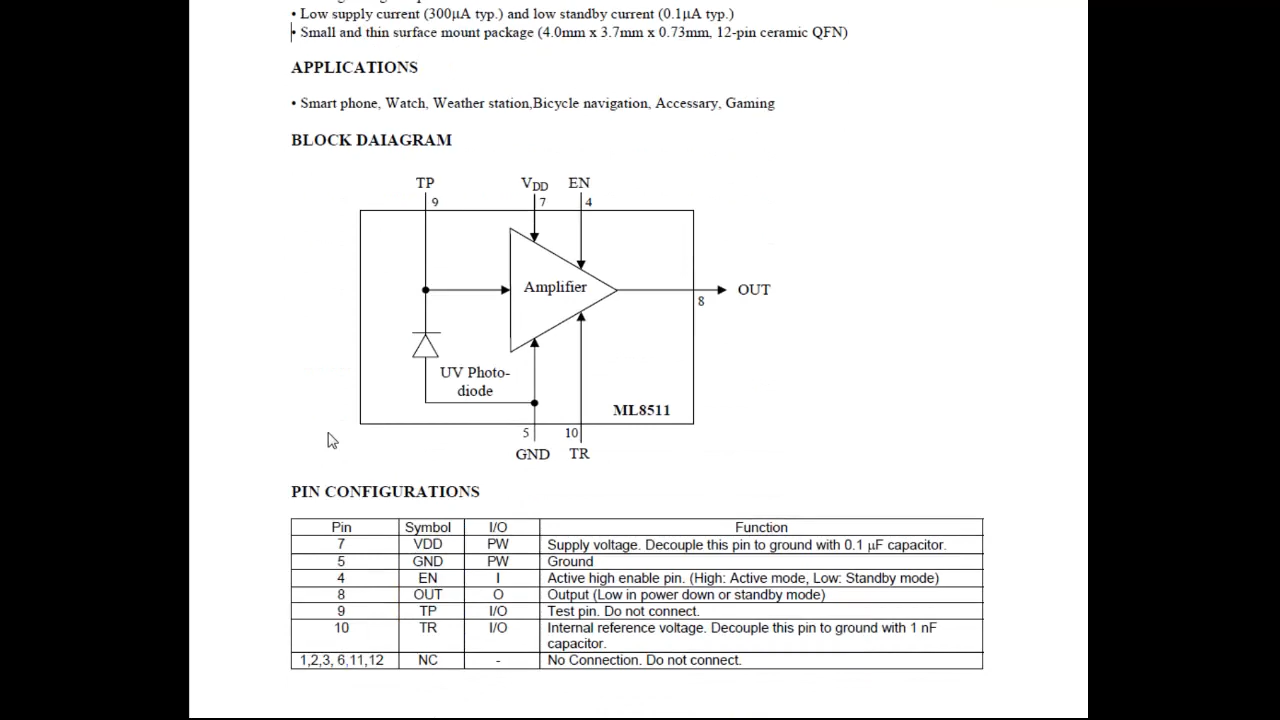 • Low supply current (300µA typ.) and low standby current (0.1µA typ.)
• Small and thin surface mount package (4.0mm x 3.7mm x 0.73mm, 12-pin ceramic QFN)
APPLICATIONS
• Smart phone, Watch, Weather station,Bicycle navigation, Accessary, Gaming
BLOCK DAIAGRAM
TP VDD EN
9 7 4
Amplifier
OUT
8
UV Photo-
diode
ML8511
5 10
GND TR
PIN CONFIGURATIONS
Pin Symbol I/O Function
7 VDD PW Supply voltage. Decouple this pin to ground with 0.1 µF capacitor.
5 GND PW Ground
4 EN I Active high enable pin. (High: Active mode, Low: Standby mode)
8 OUT O Output (Low in power down or standby mode)
9 TP I/O Test pin. Do not connect.
10 TR I/O Internal reference voltage. Decouple this pin to ground with 1 nF
capacitor.
1,2,3, 6,11,12 NC - No Connection. Do not connect.